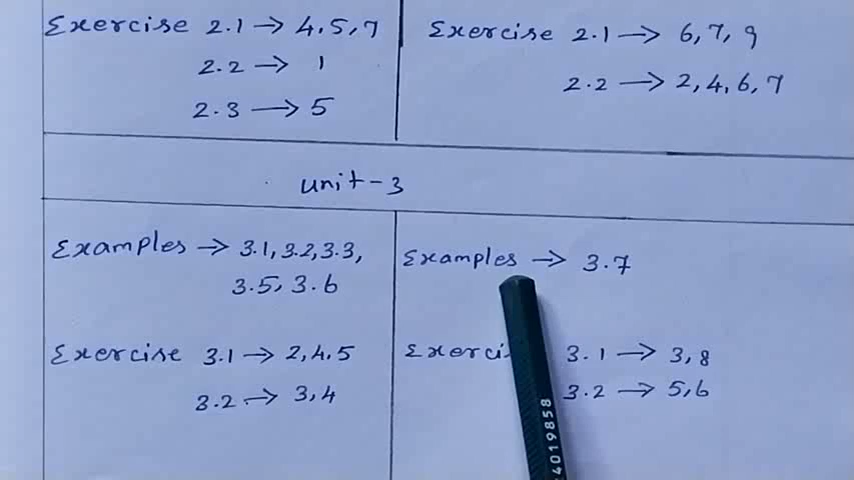 Exercise 2.1 → 4,5,7
2.2 → 1
2.3 → 5
Exercise 2.1 → 6,7,9
2.2 → 2,4,6,7
Unit-3
Examples → 3.1,3.2,3.3,
3.5,3.6
Exercise 3.1 → 2,4,5
3.2 → 3,4
Examples → 3.7
Exerci 3.1 → 3,8
3.2 → 5,6
4019858